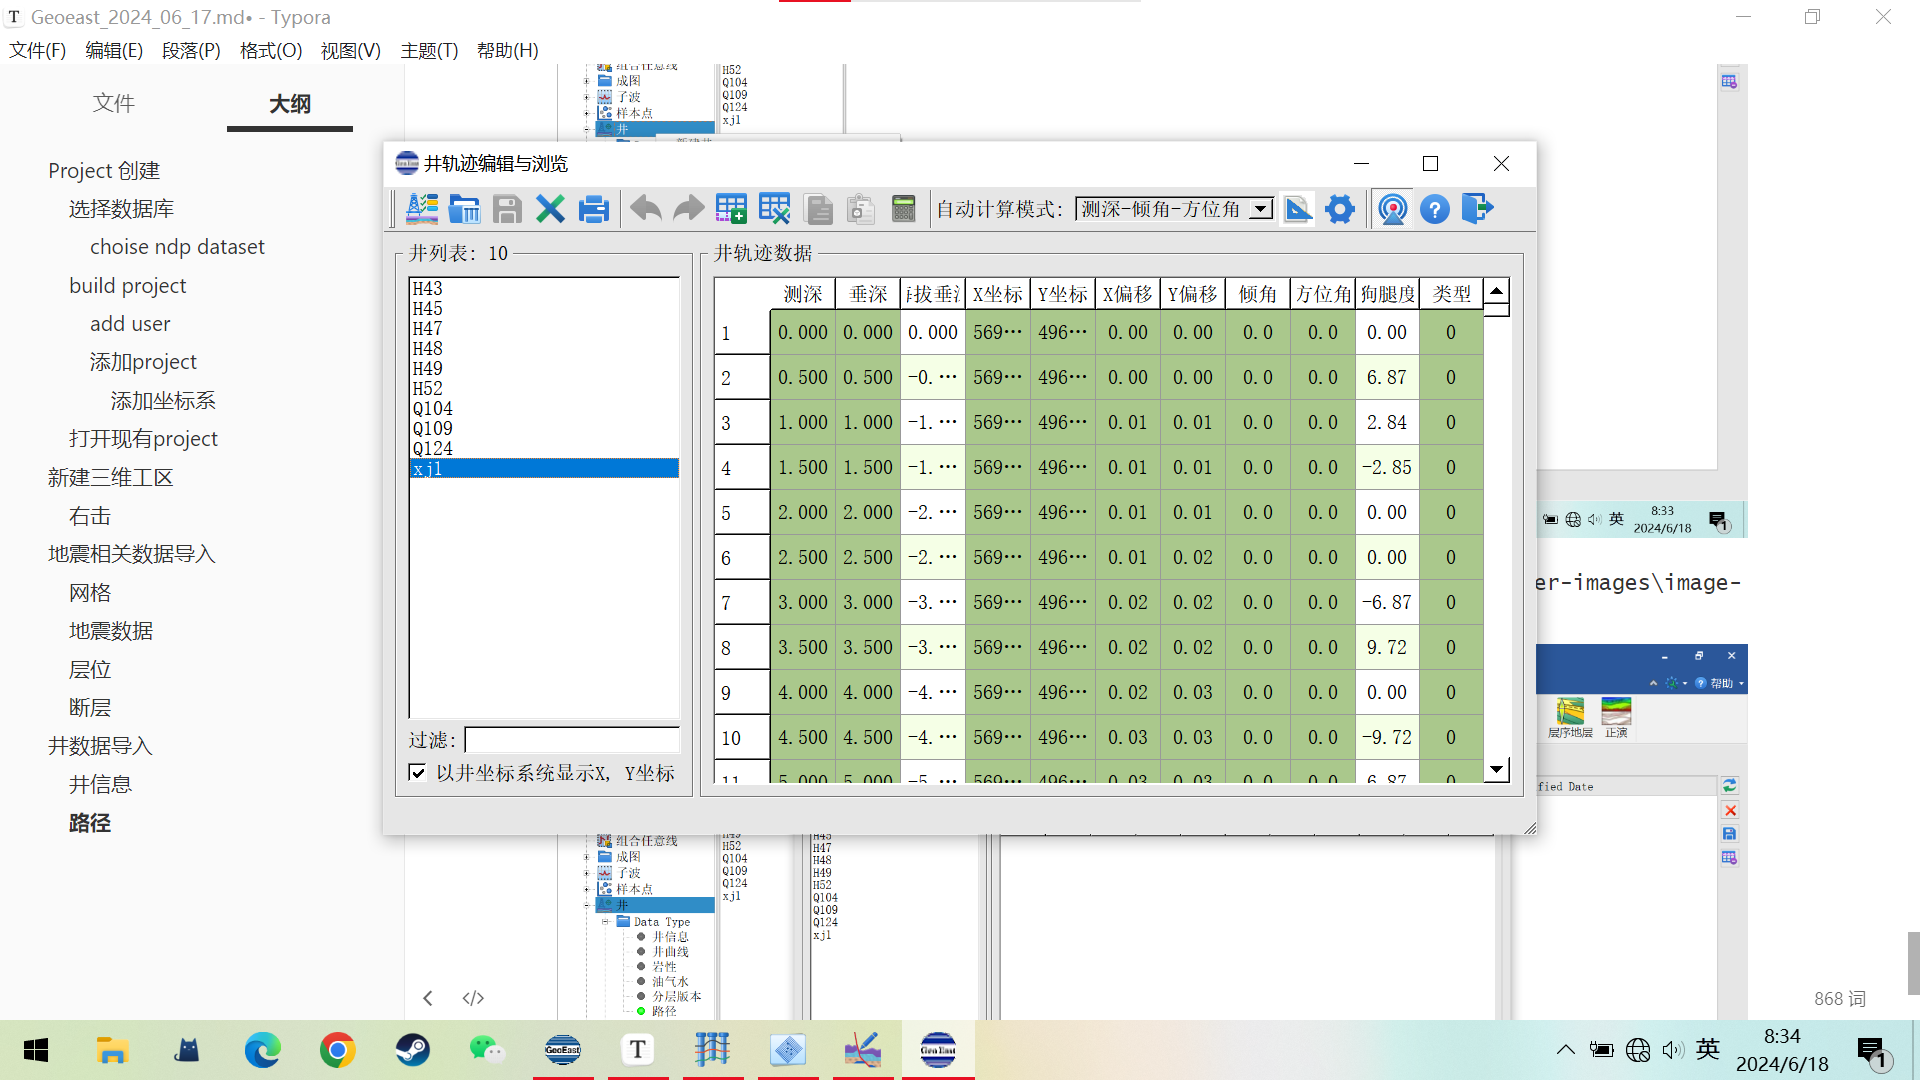 Geoeast_2024_06_17.md• - Typora
文件(F) 编辑(E) 段落(P) 格式(O) 视图(V) 主题(T) 帮助(H)
文件 大纲
Project 创建
选择数据库
choise ndp dataset
build project
add user
添加project
添加坐标系
打开现有project
新建三维工区
右击
地震相关数据导入
网格
地震数据
层位
断层
井数据导入
井信息
路径
组合任意线
成图
子波
样本点
井
H52
Q104
Q109
Q124
xj1
井轨迹编辑与浏览
自动计算模式: 测深-倾角-方位角
井列表: 10
H43
H45
H47
H48
H49
H52
Q104
Q109
Q124
xj1
过滤:
以井坐标系统显示X, Y坐标
井轨迹数据
测深 垂深 拔垂 X坐标 Y坐标 X偏移 Y偏移 倾角 方位角 狗腿度 类型
1 0.000 0.000 0.000 569… 496… 0.00 0.00 0.0 0.0 0.00 0
2 0.500 0.500 -0.… 569… 496… 0.00 0.00 0.0 0.0 6.87 0
3 1.000 1.000 -1.… 569… 496… 0.01 0.01 0.0 0.0 2.84 0
4 1.500 1.500 -1.… 569… 496… 0.01 0.01 0.0 0.0 -2.85 0
5 2.000 2.000 -2.… 569… 496… 0.01 0.01 0.0 0.0 0.00 0
6 2.500 2.500 -2.… 569… 496… 0.01 0.02 0.0 0.0 0.00 0
7 3.000 3.000 -3.… 569… 496… 0.02 0.02 0.0 0.0 -6.87 0
8 3.500 3.500 -3.… 569… 496… 0.02 0.02 0.0 0.0 9.72 0
9 4.000 4.000 -4.… 569… 496… 0.02 0.03 0.0 0.0 0.00 0
10 4.500 4.500 -4.… 569… 496… 0.03 0.03 0.0 0.0 -9.72 0
11 5.000 5.000 -5.… 569… 496… 0.03 0.03 0.0 0.0 6.87 0
英 8:33
2024/6/18 1
er-images\image-
帮助
层序地层 正演
fied Date
组合任意线
成图
子波
样本点
井
Data Type
井信息
井曲线
岩性
油气水
分层版本
路径
H49
H52
Q104
Q109
Q124
xj1
H45
H47
H48
H49
H52
Q104
Q109
Q124
xj1
</>
868 词
GeoEast
T
Geo East
英
8:34
2024/6/18
1